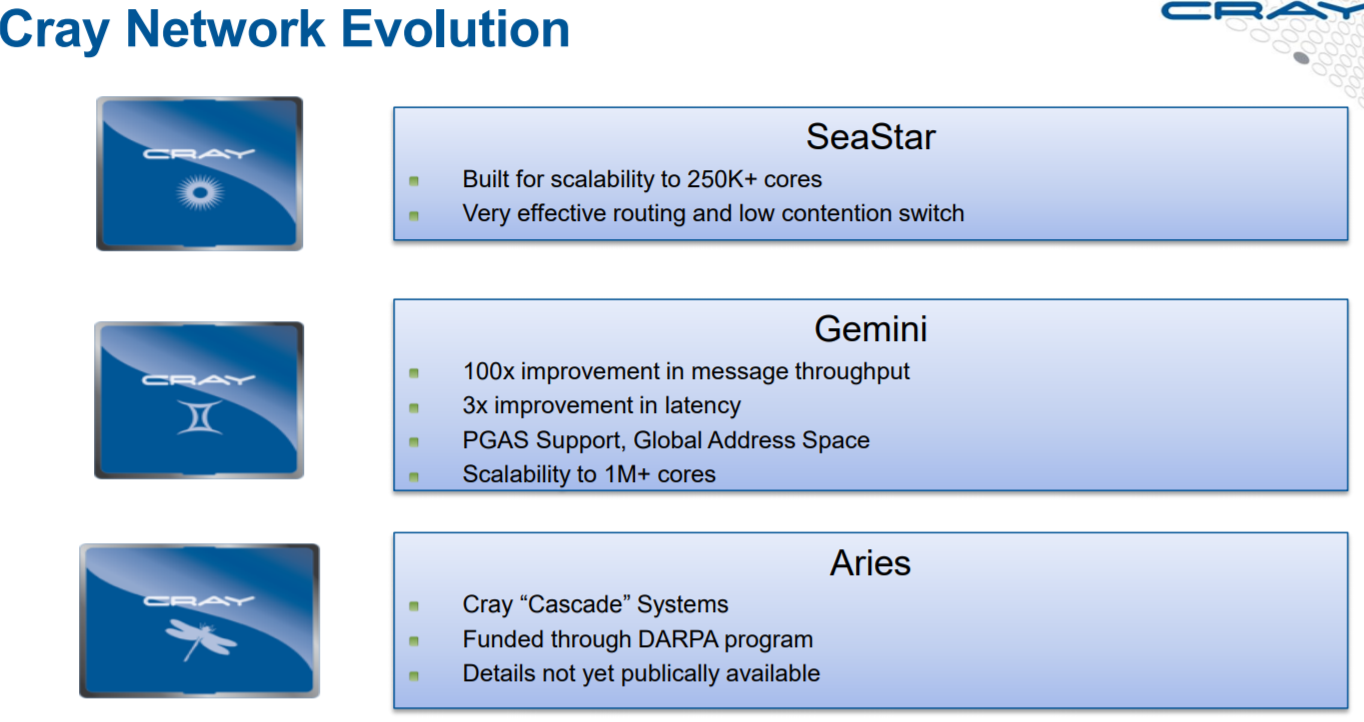 Cray Network Evolution
CRAY
CRAY
SeaStar
Built for scalability to 250K+ cores
Very effective routing and low contention switch
CRAY
Gemini
100x improvement in message throughput
3x improvement in latency
PGAS Support, Global Address Space
Scalability to 1M+ cores
CRAY
Aries
Cray “Cascade” Systems
Funded through DARPA program
Details not yet publically available